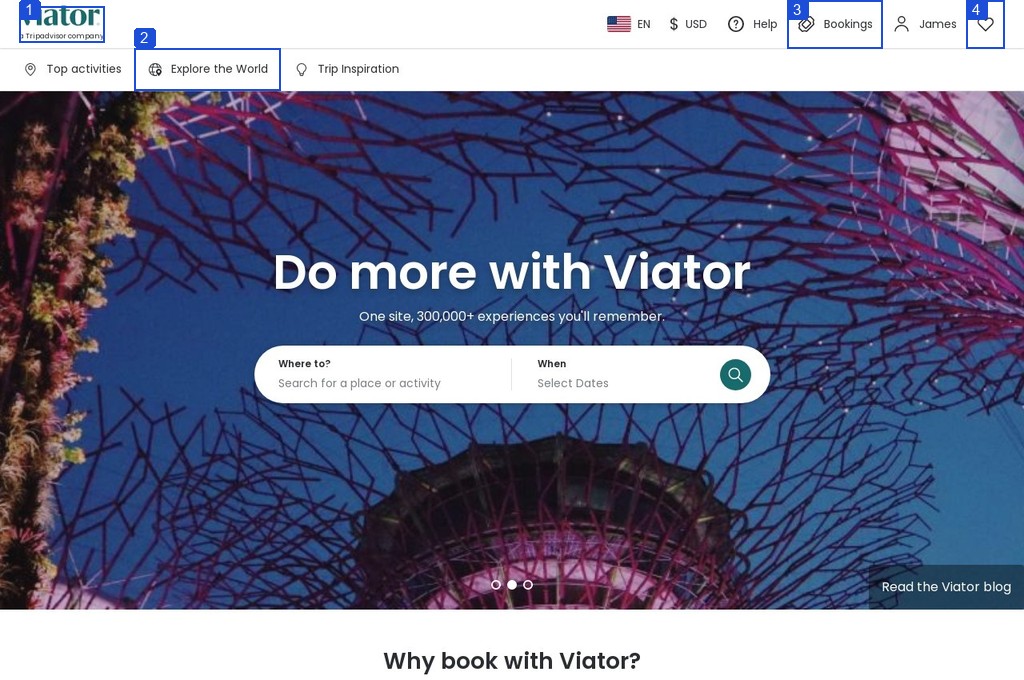 1
Viator
a Tripadvisor company
EN
$ USD
Help
3
Bookings
James
4
2
Top activities
Explore the World
Trip Inspiration
Do more with Viator
One site, 300,000+ experiences you'll remember.
Where to?
Search for a place or activity
When
Select Dates
Read the Viator blog
Why book with Viator?